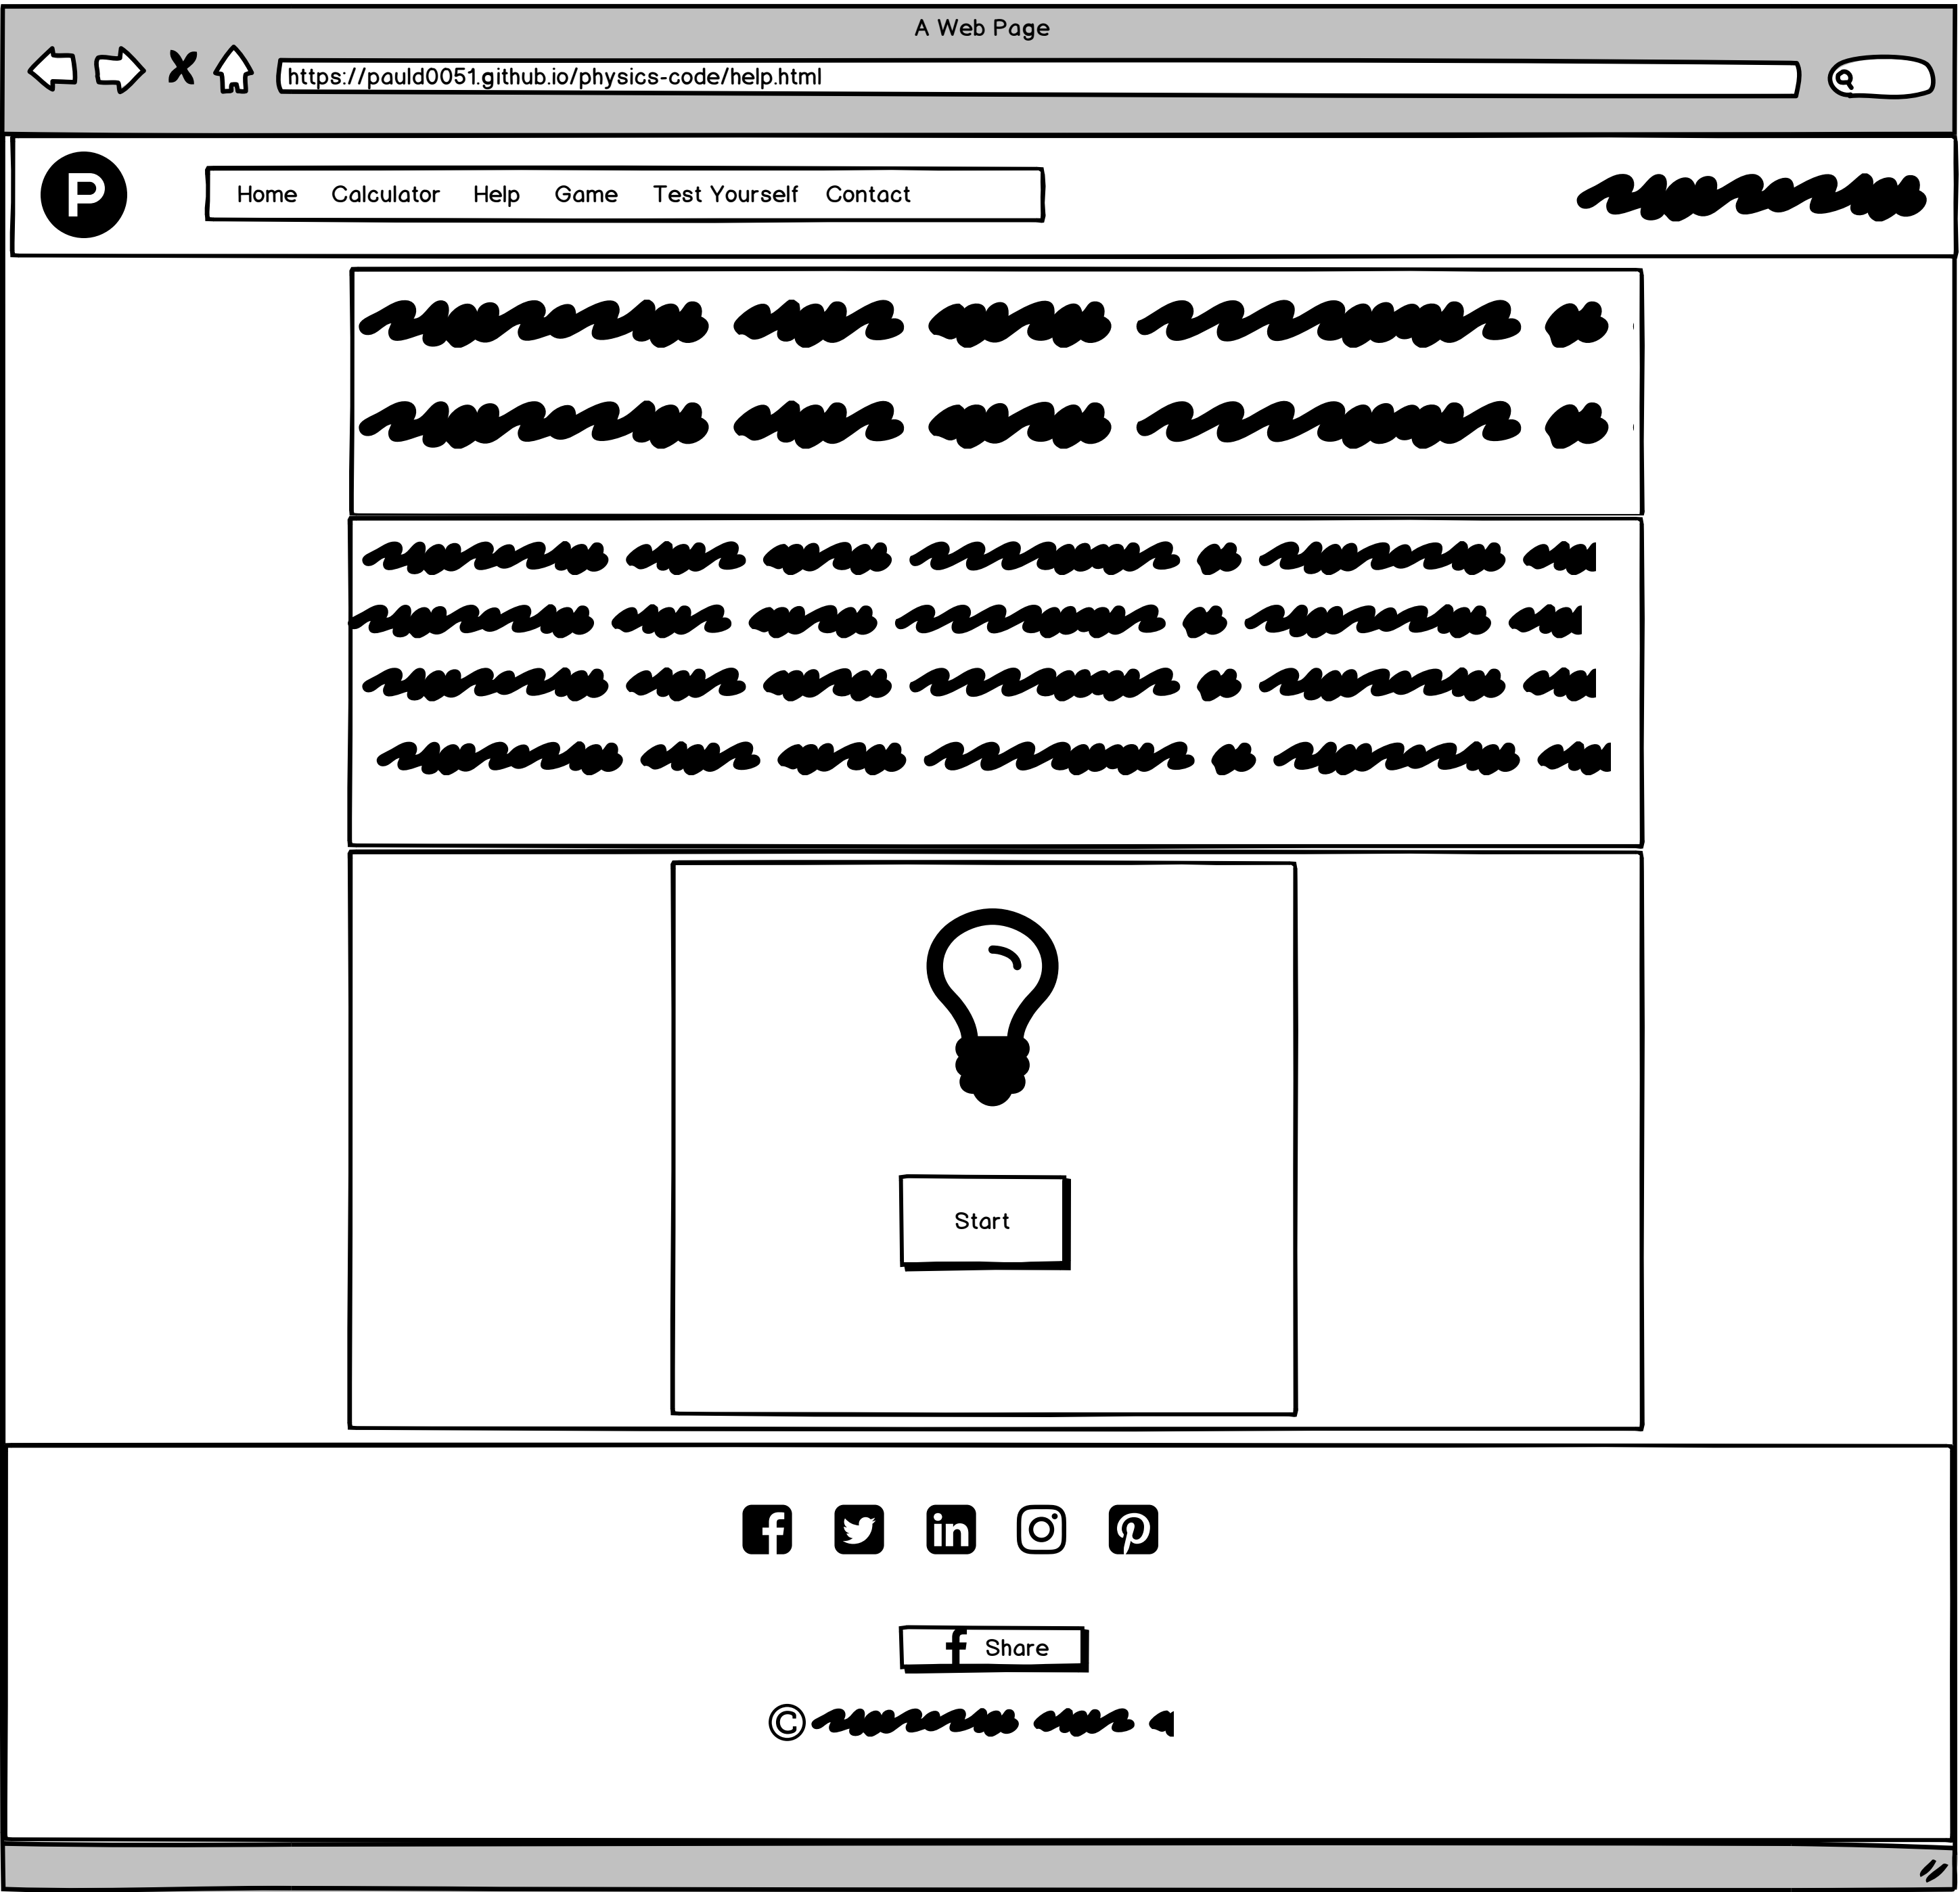 A Web Page
https://pauld0051.github.io/physics-code/help.html
P
Home Calculator Help Game Test Yourself Contact
Start
f in
f Share
©